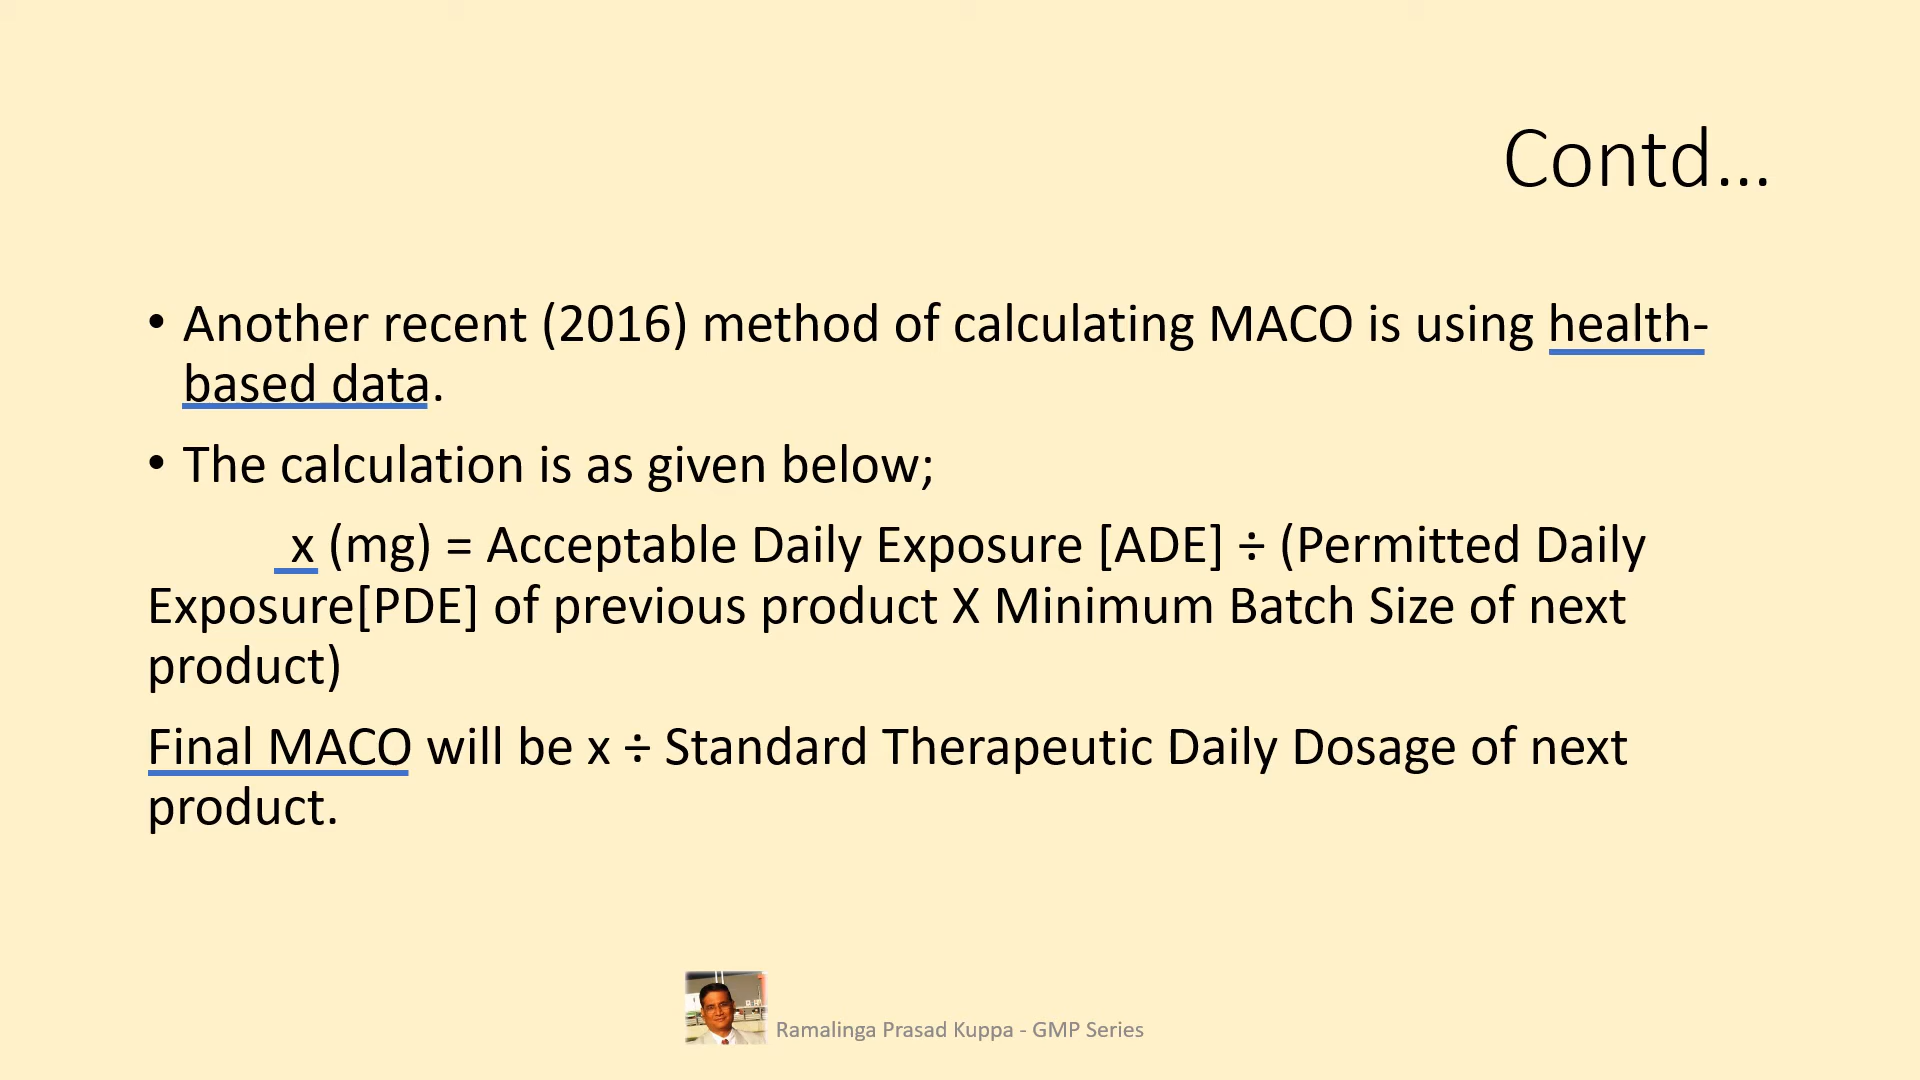 Contd...
• Another recent (2016) method of calculating MACO is using health-
based data.
• The calculation is as given below;
x (mg) = Acceptable Daily Exposure [ADE] ÷ (Permitted Daily
Exposure[PDE] of previous product X Minimum Batch Size of next
product)
Final MACO will be x ÷ Standard Therapeutic Daily Dosage of next
product.
Ramalinga Prasad Kuppa - GMP Series